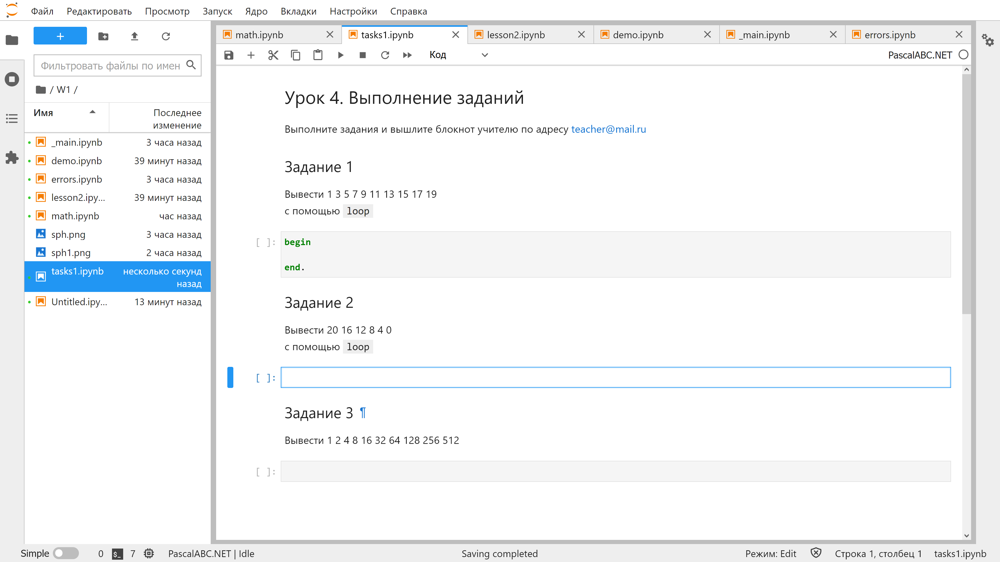 Файл Редактировать Просмотр Запуск Ядро Вкладки Настройки Справка
Фильтровать файлы по имен
/ W1 /
Имя
Последнее
изменение
_main.ipynb 3 часа назад
demo.ipynb 39 минут назад
errors.ipynb 3 часа назад
lesson2.ipy... 39 минут назад
math.ipynb час назад
sph.png 3 часа назад
sph1.png 2 часа назад
tasks1.ipynb несколько секунд
назад
Untitled.ipy... 13 минут назад
math.ipynb tasks1.ipynb lesson2.ipynb demo.ipynb _main.ipynb errors.ipynb
Код PascalABC.NET
Урок 4. Выполнение заданий
Выполните задания и вышлите блокнот учителю по адресу teacher@mail.ru
Задание 1
Вывести 1 3 5 7 9 11 13 15 17 19
с помощью loop
[ ]: begin
end.
Задание 2
Вывести 20 16 12 8 4 0
с помощью loop
[ ]:
Задание 3 ¶
Вывести 1 2 4 8 16 32 64 128 256 512
[ ]:
Simple 0 $_ 7 PascalABC.NET | Idle Saving completed Режим: Edit Строка 1, столбец 1 tasks1.ipynb